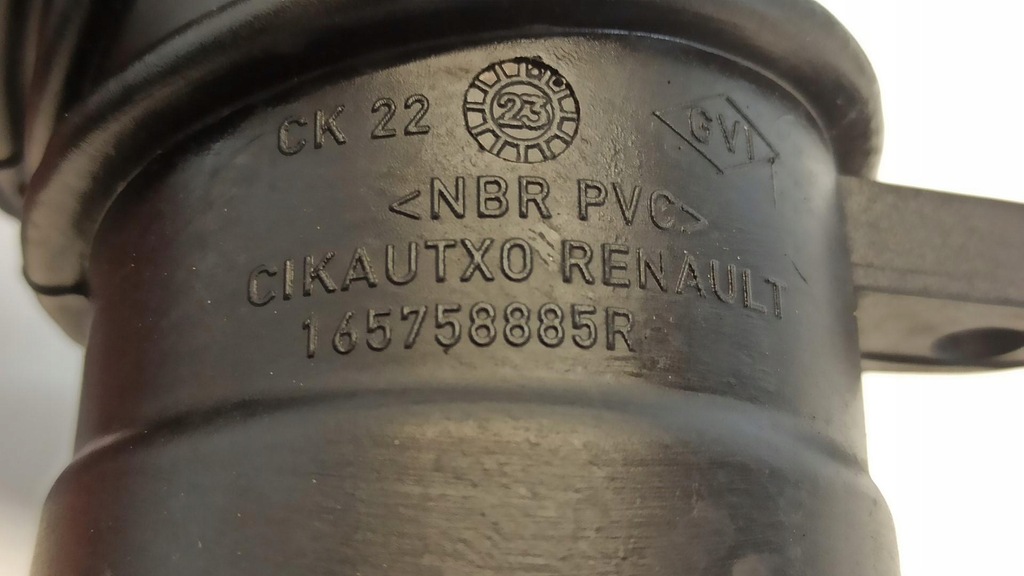 CK 22 23 GVI
<NBR PVC>
CIKAUTXO RENAULT
165758885R